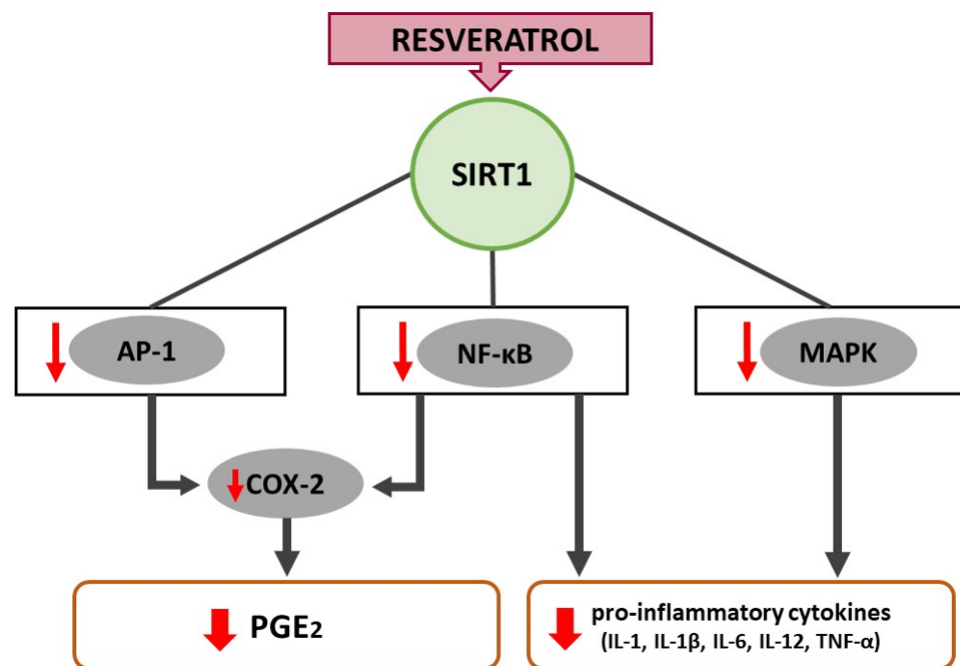 RESVERATROL
SIRT1
AP-1
NF-κB
MAPK
COX-2
PGE₂
pro-inflammatory cytokines
(IL-1, IL-1β, IL-6, IL-12, TNF-α)